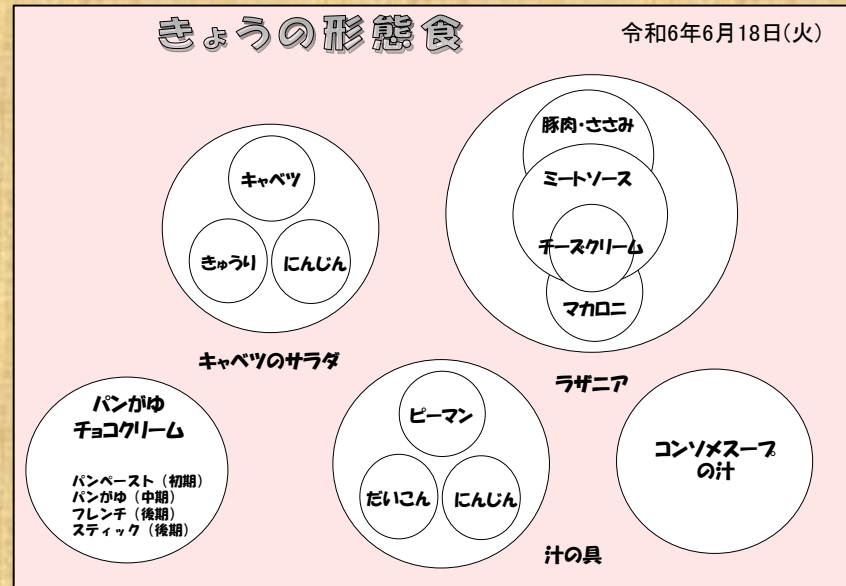 きょうの形態食
令和6年6月18日(火)
豚肉・ささみ
ミートソース
チーズクリーム
マカロニ
ラザニア
キャベツ
きゅうり
にんじん
キャベツのサラダ
パンがゆ
チョコクリーム
パンペースト（初期）
パンがゆ（中期）
フレンチ（後期）
スティック（後期）
ピーマン
だいこん
にんじん
汁の具
コンソメスープ
の汁